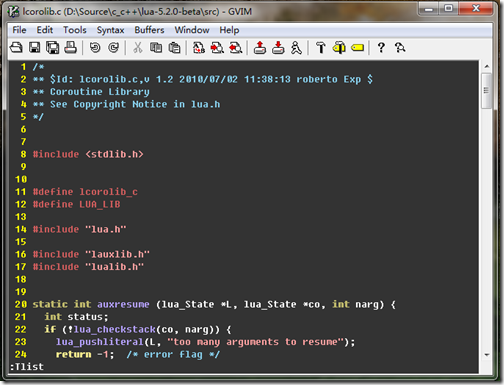 lcorolib.c (D:\Source\c_c++\lua-5.2.0-beta\src) - GVIM
File Edit Tools Syntax Buffers Window Help
1 /*
2 ** $Id: lcorolib.c,v 1.2 2010/07/02 11:38:13 roberto Exp $
3 ** Coroutine Library
4 ** See Copyright Notice in lua.h
5 */
6
7
8 #include <stdlib.h>
9
10
11 #define lcorolib_c
12 #define LUA_LIB
13
14 #include "lua.h"
15
16 #include "lauxlib.h"
17 #include "lualib.h"
18
19
20 static int auxresume (lua_State *L, lua_State *co, int narg) {
21   int status;
22   if (!lua_checkstack(co, narg)) {
23     lua_pushliteral(L, "too many arguments to resume");
24     return -1;  /* error flag */
:Tlist